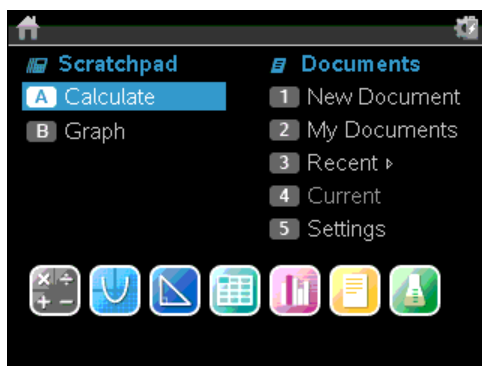 Scratchpad
A Calculate
B Graph
Documents
1 New Document
2 My Documents
3 Recent ▹
4 Current
5 Settings